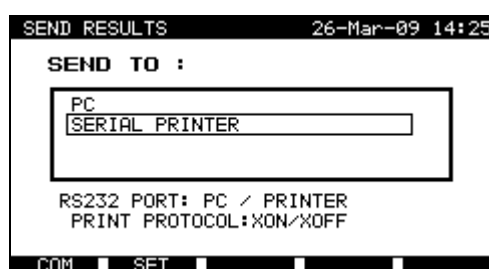 SEND RESULTS 26-Mar-09 14:25
SEND TO :
PC
SERIAL PRINTER
RS232 PORT: PC / PRINTER
PRINT PROTOCOL:XON/XOFF
COM SET